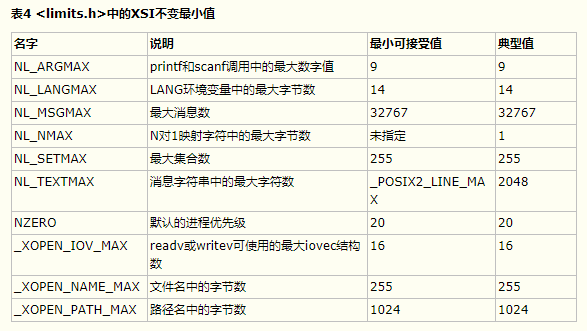 表4 <limits.h>中的XSI不变最小值
名字 说明 最小可接受值 典型值
NL_ARGMAX printf和scanf调用中的最大数字值 9 9
NL_LANGMAX LANG环境变量中的最大字节数 14 14
NL_MSGMAX 最大消息数 32767 32767
NL_NMAX N对1映射字符中的最大字节数 未指定 1
NL_SETMAX 最大集合数 255 255
NL_TEXTMAX 消息字符串中的最大字符数 _POSIX2_LINE_MA 2048
X
NZERO 默认的进程优先级 20 20
_XOPEN_IOV_MAX readv或writev可使用的最大iovec结构 16 16
数
_XOPEN_NAME_MAX 文件名中的字节数 255 255
_XOPEN_PATH_MAX 路径名中的字节数 1024 1024